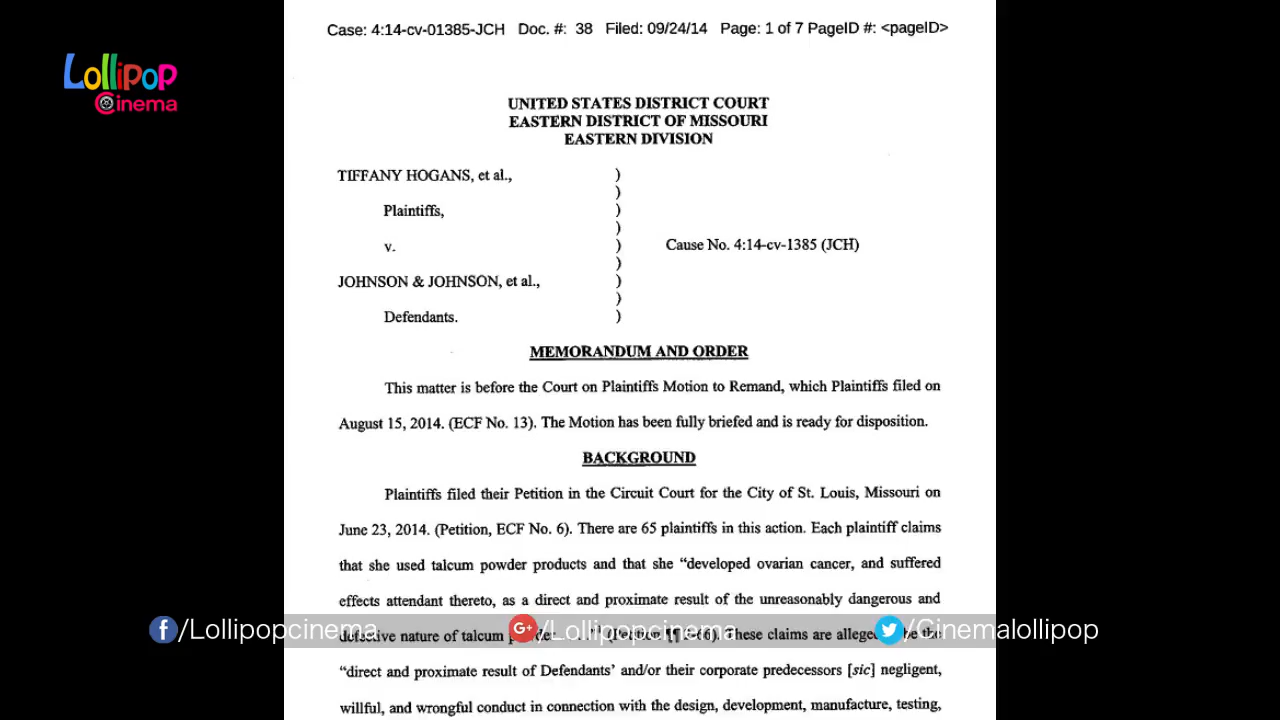 Case: 4:14-cv-01385-JCH Doc. #: 38 Filed: 09/24/14 Page: 1 of 7 PageID #: <pageID>
LolliPoP
Cinema
UNITED STATES DISTRICT COURT
EASTERN DISTRICT OF MISSOURI
EASTERN DIVISION
TIFFANY HOGANS, et al., )
)
Plaintiffs, )
)
v. ) Cause No. 4:14-cv-1385 (JCH)
)
JOHNSON & JOHNSON, et al., )
)
Defendants. )
MEMORANDUM AND ORDER
This matter is before the Court on Plaintiffs Motion to Remand, which Plaintiffs filed on
August 15, 2014. (ECF No. 13). The Motion has been fully briefed and is ready for disposition.
BACKGROUND
Plaintiffs filed their Petition in the Circuit Court for the City of St. Louis, Missouri on
June 23, 2014. (Petition, ECF No. 6). There are 65 plaintiffs in this action. Each plaintiff claims
that she used talcum powder products and that she “developed ovarian cancer, and suffered
effects attendant thereto, as a direct and proximate result of the unreasonably dangerous and
defective nature of talcum (Petition These claims are the
/Lollipopcinema /Lollipopcinema /Cinemalollipop
“direct and proximate result of Defendants’ and/or their corporate predecessors [sic] negligent,
willful, and wrongful conduct in connection with the design, development, manufacture, testing,